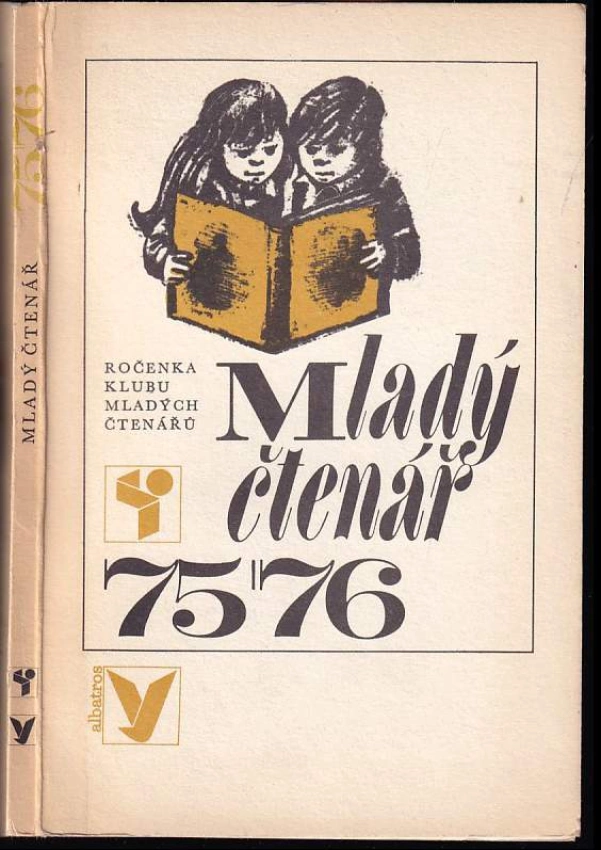 75 76
MLADÝ ČTENÁŘ
ROČENKA
KLUBU
MLADÝCH
ČTENÁŘŮ
Mladý
čtenář
75"76
albatros